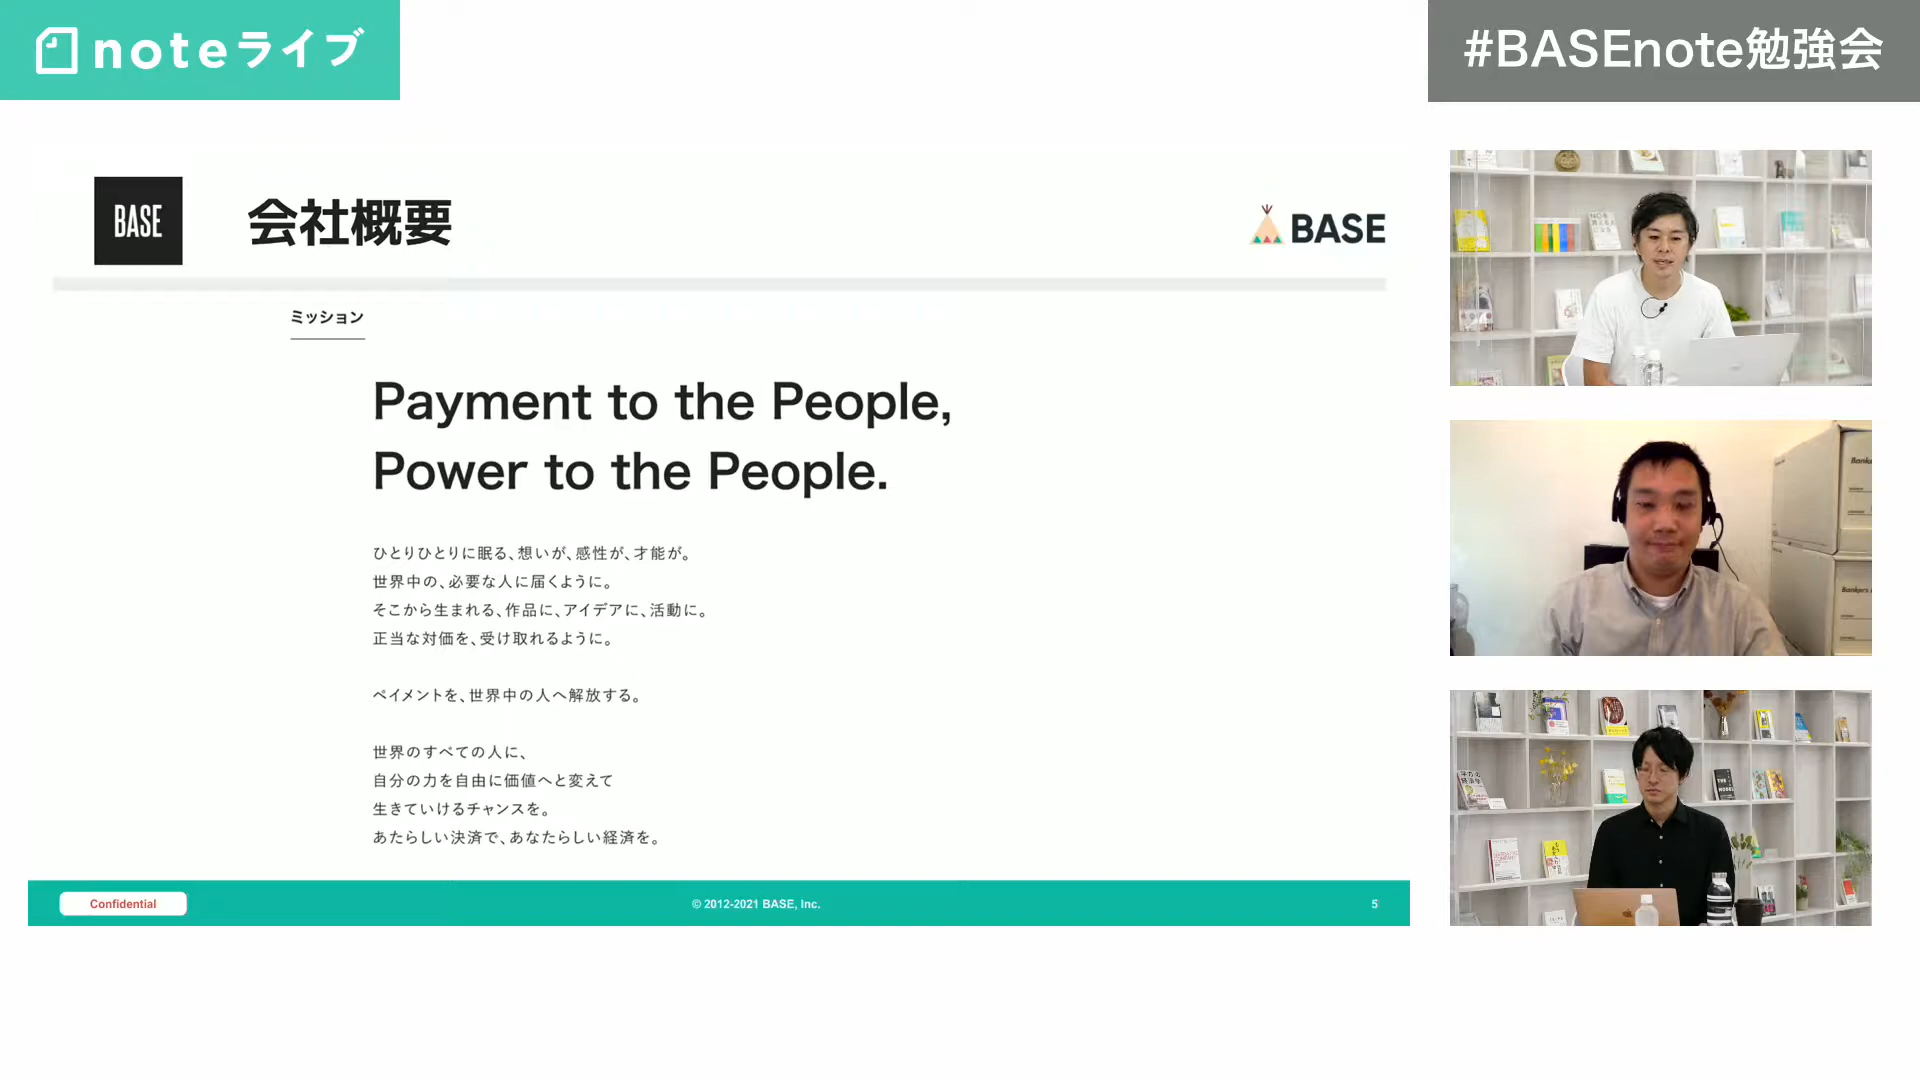 noteライブ
#BASEnote勉強会
BASE
会社概要
BASE
ミッション
Payment to the People,
Power to the People.
ひとりひとりに眠る、想いが、感性が、才能が。
世界中の、必要な人に届くように。
そこから生まれる、作品に、アイデアに、活動に。
正当な対価を、受け取れるように。
ペイメントを、世界中の人へ解放する。
世界のすべての人に、
自分の力を自由に価値へと変えて
生きていけるチャンスを。
あたらしい決済で、あなたらしい経済を。
Confidential
© 2012-2021 BASE, Inc.
5